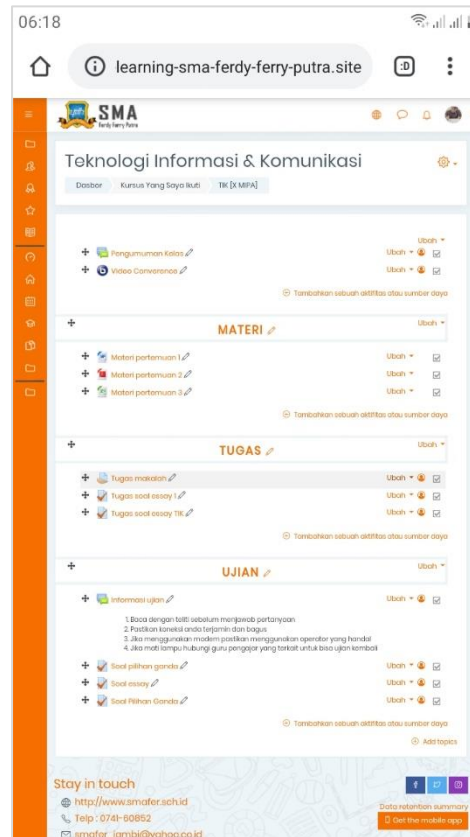 06:18
learning-sma-ferdy-ferry-putra.site
:D
SMA
Ferdy Ferry Putra
Teknologi Informasi & Komunikasi
Dasbor Kursus Yang Saya Ikuti TIK [X MIPA]
Ubah
Pengumuman Kelas Ubah
Video Converence Ubah
Tambahkan sebuah aktifitas atau sumber daya
MATERI Ubah
Materi pertemuan 1 Ubah
Materi pertemuan 2 Ubah
Materi pertemuan 3 Ubah
Tambahkan sebuah aktifitas atau sumber daya
TUGAS Ubah
Tugas makalah Ubah
Tugas soal essay 1 Ubah
Tugas soal essay TIK Ubah
Tambahkan sebuah aktifitas atau sumber daya
UJIAN Ubah
Informasi ujian Ubah
1. Baca dengan teliti sebelum menjawab pertanyaan
2. Pastikan koneksi anda terjamin dan bagus
3. Jika menggunakan modem pastikan menggunakan operator yang handal
4. Jika mati lampu hubungi guru pengajar yang terkait untuk bisa ujian kembali
Soal pilihan ganda Ubah
Soal essay Ubah
Soal Pilihan Ganda Ubah
Tambahkan sebuah aktifitas atau sumber daya
Add topics
Stay in touch
http://www.smafer.sch.id
Telp : 0741-60852
smafer_jambi@yahoo.co.id
Data retention summary
Get the mobile app